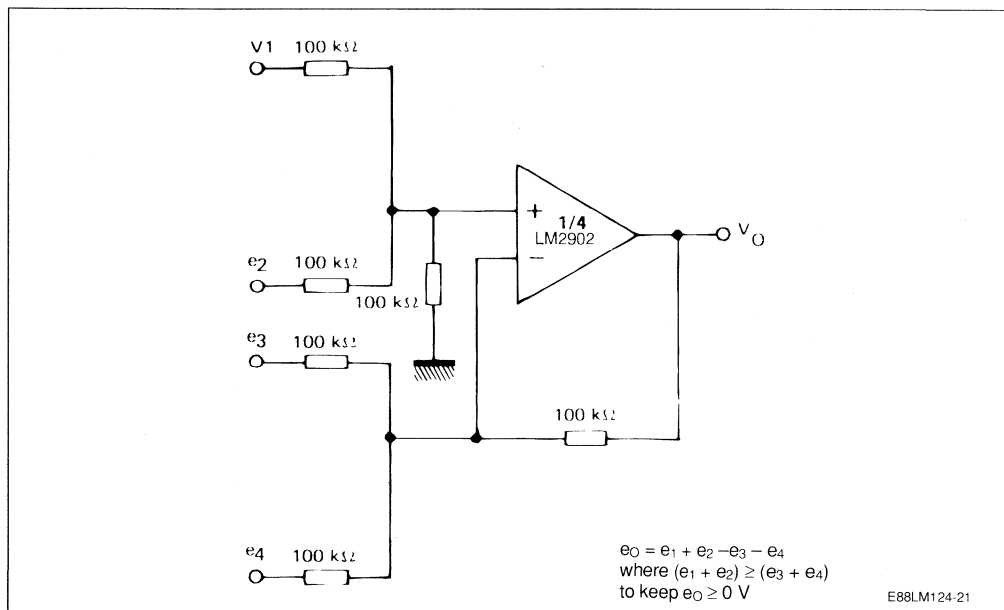 V1 100 kΩ
1/4
LM2902
+
−
VO
e2 100 kΩ
100 kΩ
e3 100 kΩ
100 kΩ
e4 100 kΩ
eO = e1 + e2 –e3 – e4
where (e1 + e2) ≥ (e3 + e4)
to keep eO ≥ 0 V
E88LM124-21